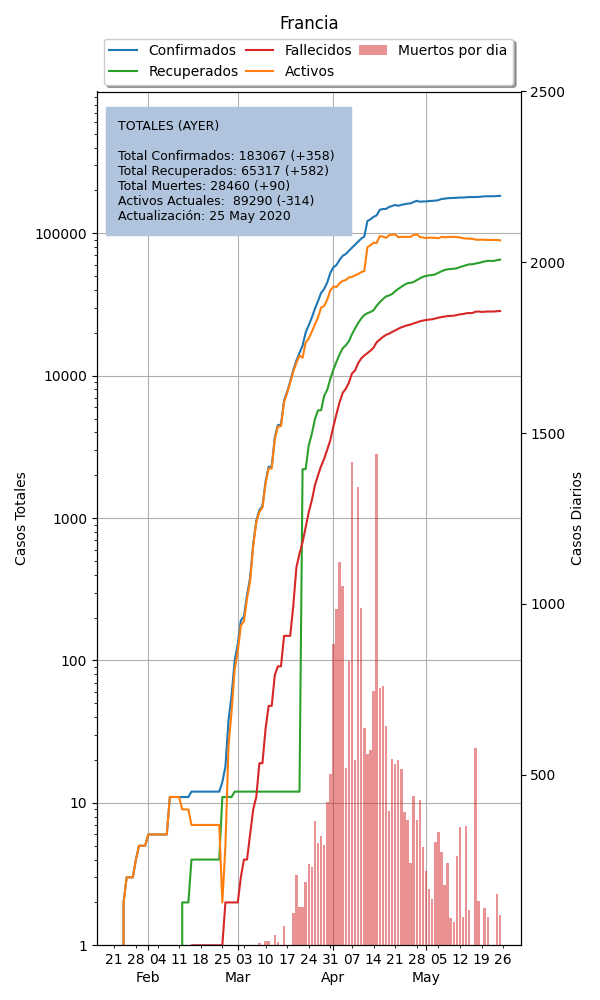 Francia
Confirmados
Recuperados
Fallecidos
Activos
Muertos por dia
TOTALES (AYER)
Total Confirmados: 183067 (+358)
Total Recuperados: 65317 (+582)
Total Muertes: 28460 (+90)
Activos Actuales:  89290 (-314)
Actualización: 25 May 2020
Casos Totales
100000
10000
1000
100
10
1
2500
2000
1500
1000
500
Casos Diarios
21 28 04 11 18 25 03 10 17 24 31 07 14 21 28 05 12 19 26
Feb Mar Apr May